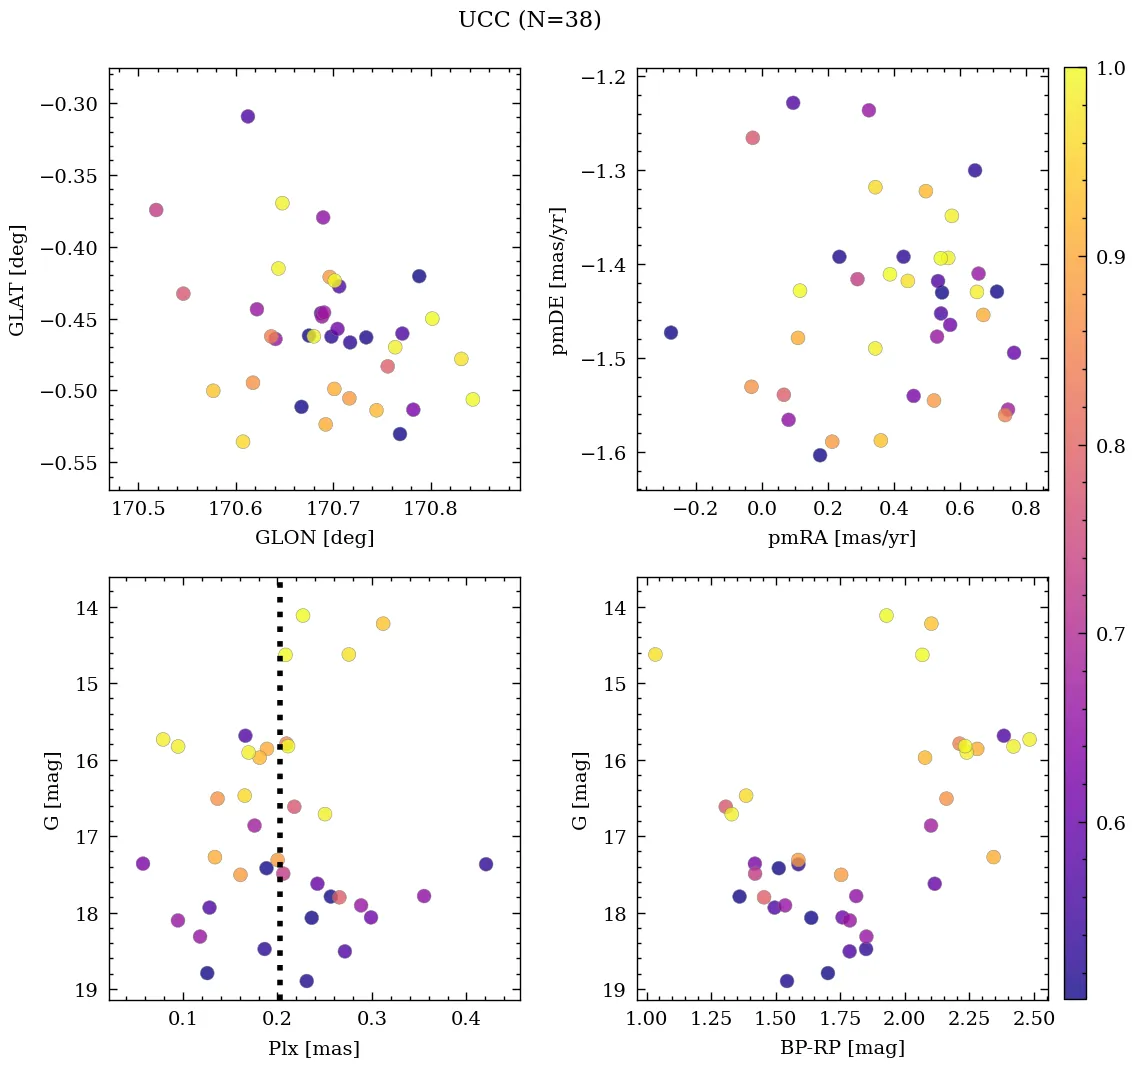 UCC (N=38)
−0.30
−0.35
−0.40
−0.45
−0.50
−0.55
GLAT [deg]
170.5 170.6 170.7 170.8
GLON [deg]
−1.2
−1.3
−1.4
−1.5
−1.6
pmDE [mas/yr]
−0.2 0.0 0.2 0.4 0.6 0.8
pmRA [mas/yr]
14
15
16
17
18
19
G [mag]
0.1 0.2 0.3 0.4
Plx [mas]
14
15
16
17
18
19
G [mag]
1.00 1.25 1.50 1.75 2.00 2.25 2.50
BP-RP [mag]
1.0
0.9
0.8
0.7
0.6